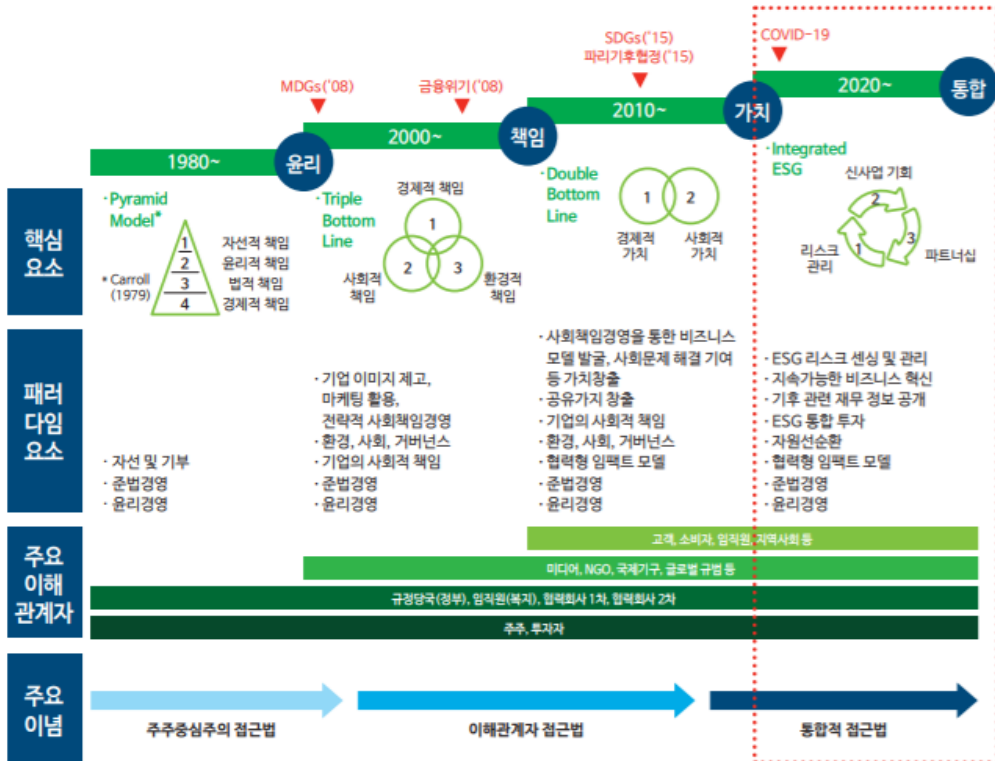 SDGs('15)
파리기후협정('15)
COVID-19
MDGs('08)
금융위기('08)
1980~
윤리
2000~
책임
2010~
가치
2020~
통합
핵심
요소
· Pyramid
Model*
* Carroll
(1979)
1
2
3
4
자선적 책임
윤리적 책임
법적 책임
경제적 책임
· Triple
Bottom
Line
경제적 책임
1
2
3
사회적
책임
환경적
책임
· Double
Bottom
Line
1
2
경제적
가치
사회적
가치
· Integrated
ESG
신사업 기회
2
1
3
리스크
관리
파트너십
패러
다임
요소
· 자선 및 기부
· 준법경영
· 윤리경영
· 기업 이미지 제고,
마케팅 활용,
전략적 사회책임경영
· 환경, 사회, 거버넌스
· 기업의 사회적 책임
· 준법경영
· 윤리경영
· 사회책임경영을 통한 비즈니스
모델 발굴, 사회문제 해결 기여
등 가치창출
· 공유가지 창출
· 기업의 사회적 책임
· 환경, 사회, 거버넌스
· 협력형 임팩트 모델
· 준법경영
· 윤리경영
· ESG 리스크 센싱 및 관리
· 지속가능한 비즈니스 혁신
· 기후 관련 재무 정보 공개
· ESG 통합 투자
· 자원선순환
· 협력형 임팩트 모델
· 준법경영
· 윤리경영
주요
이해
관계자
고객, 소비자, 임직원, 지역사회 등
미디어, NGO, 국제기구, 글로벌 규범 등
규정당국(정부), 임직원(복지), 협력회사 1차, 협력회사 2차
주주, 투자자
주요
이념
주주중심주의 접근법
이해관계자 접근법
통합적 접근법